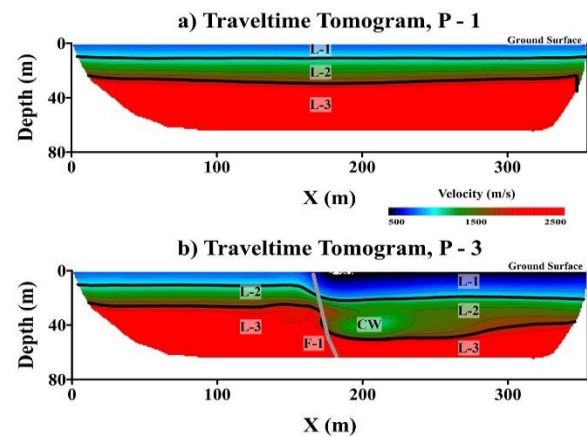 a) Traveltime Tomogram, P - 1
Ground Surface
0
40
80
Depth (m)
L-1
L-2
L-3
0 100 200 300
X (m)
Velocity (m/s)
500 1500 2500
b) Traveltime Tomogram, P - 3
Ground Surface
0
40
80
Depth (m)
L-1
L-2
L-2
CW
L-3
F-1
L-3
0 100 200 300
X (m)